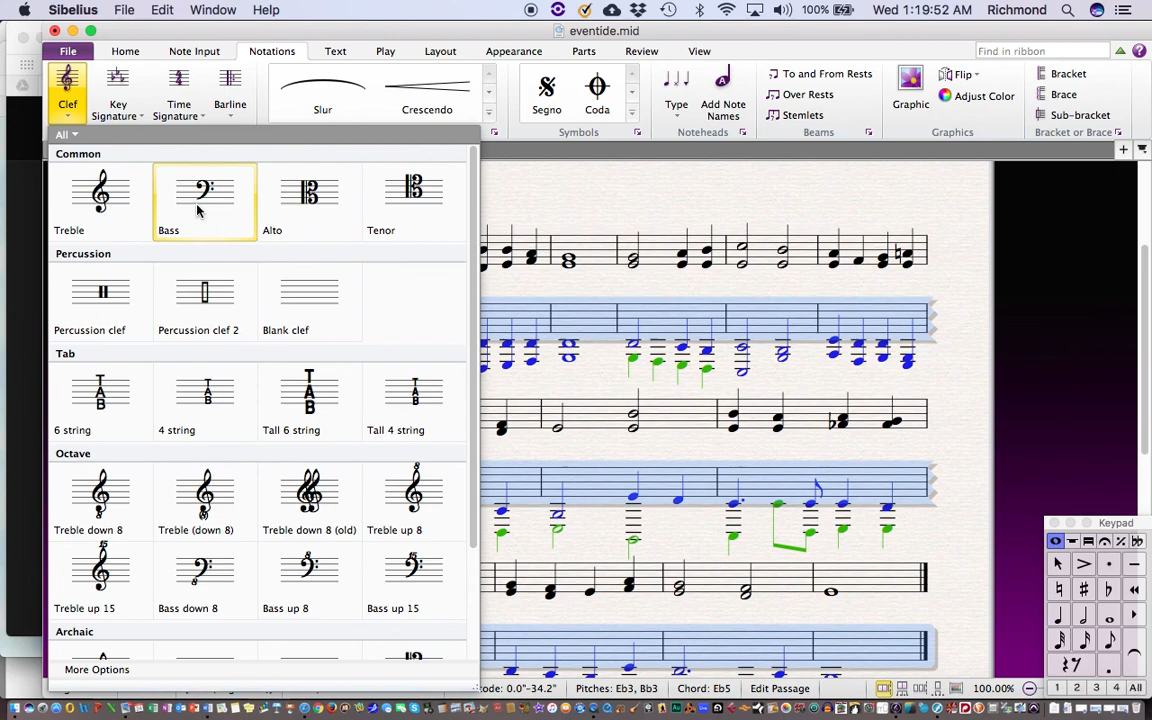 Sibelius File Edit Window Help 100% Wed 1:19:52 AM Richmond
eventide.mid
File Home Note Input Notations Text Play Layout Appearance Parts Review View Find in ribbon
Clef Key Signature Time Signature Barline
Slur Crescendo
Segno Coda
Symbols
Type Add Note Names
Noteheads
To and From Rests
Over Rests
Stemlets
Beams
Graphic Flip
Adjust Color
Graphics
Bracket
Brace
Sub-bracket
Bracket or Brace
All
Common
Treble Bass Alto Tenor
Percussion
Percussion clef Percussion clef 2 Blank clef
Tab
6 string 4 string Tall 6 string Tall 4 string
Octave
Treble down 8 Treble (down 8) Treble down 8 (old) Treble up 8
Treble up 15 Bass down 8 Bass up 8 Bass up 15
Archaic
More Options
Keypad
1 2 3 4 All
code: 0.0"-34.2" Pitches: Eb3, Bb3 Chord: Eb5 Edit Passage 100.00%